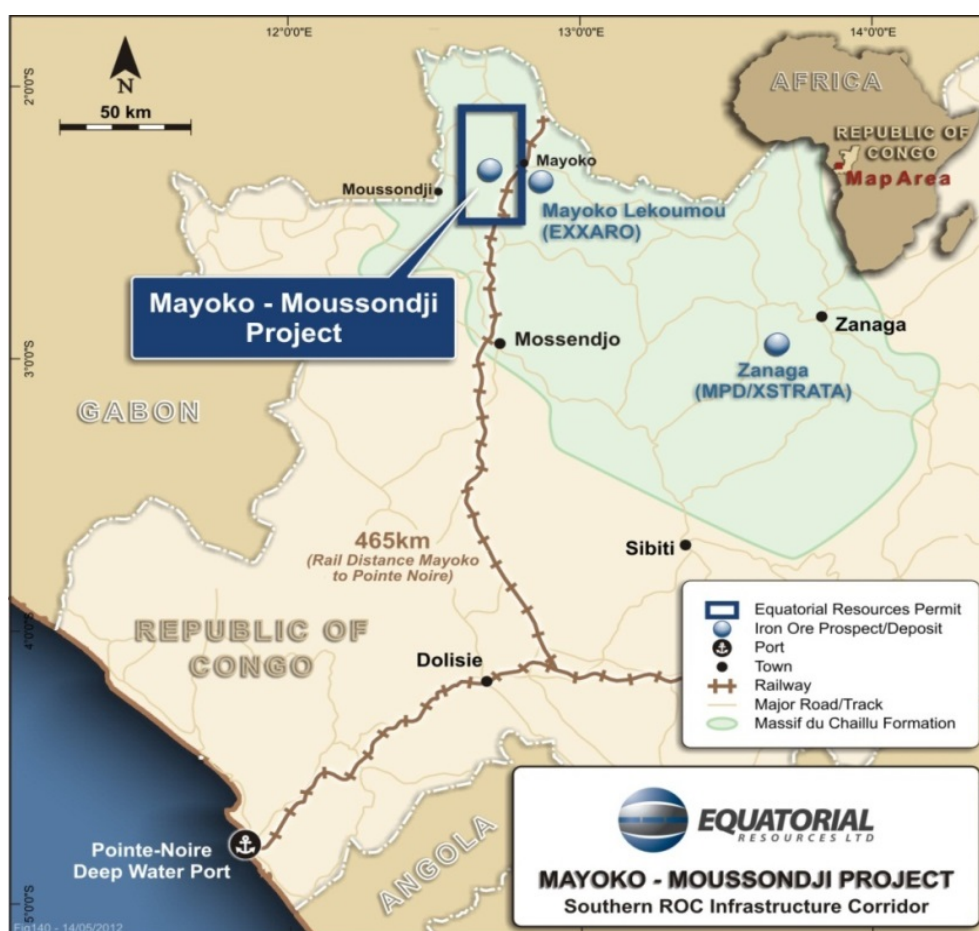 12°0'0"E
13°0'0"E
14°0'0"E
2°0'0"S
3°0'0"S
4°0'0"S
5°0'0"S
N
50 km
AFRICA
REPUBLIC OF
CONGO
Map Area
Mayoko
Moussondji
Mayoko Lekoumou
(EXXARO)
Mayoko - Moussondji
Project
Mossendjo
Zanaga
Zanaga
(MPD/XSTRATA)
GABON
465km
(Rail Distance Mayoko
to Pointe Noire)
Sibiti
REPUBLIC OF
CONGO
Dolisie
Equatorial Resources Permit
Iron Ore Prospect/Deposit
Port
Town
Railway
Major Road/Track
Massif du Chaillu Formation
Pointe-Noire
Deep Water Port
ANGOLA
EQUATORIAL
RESOURCES LTD
MAYOKO - MOUSSONDJI PROJECT
Southern ROC Infrastructure Corridor
Fig140 - 14/05/2012